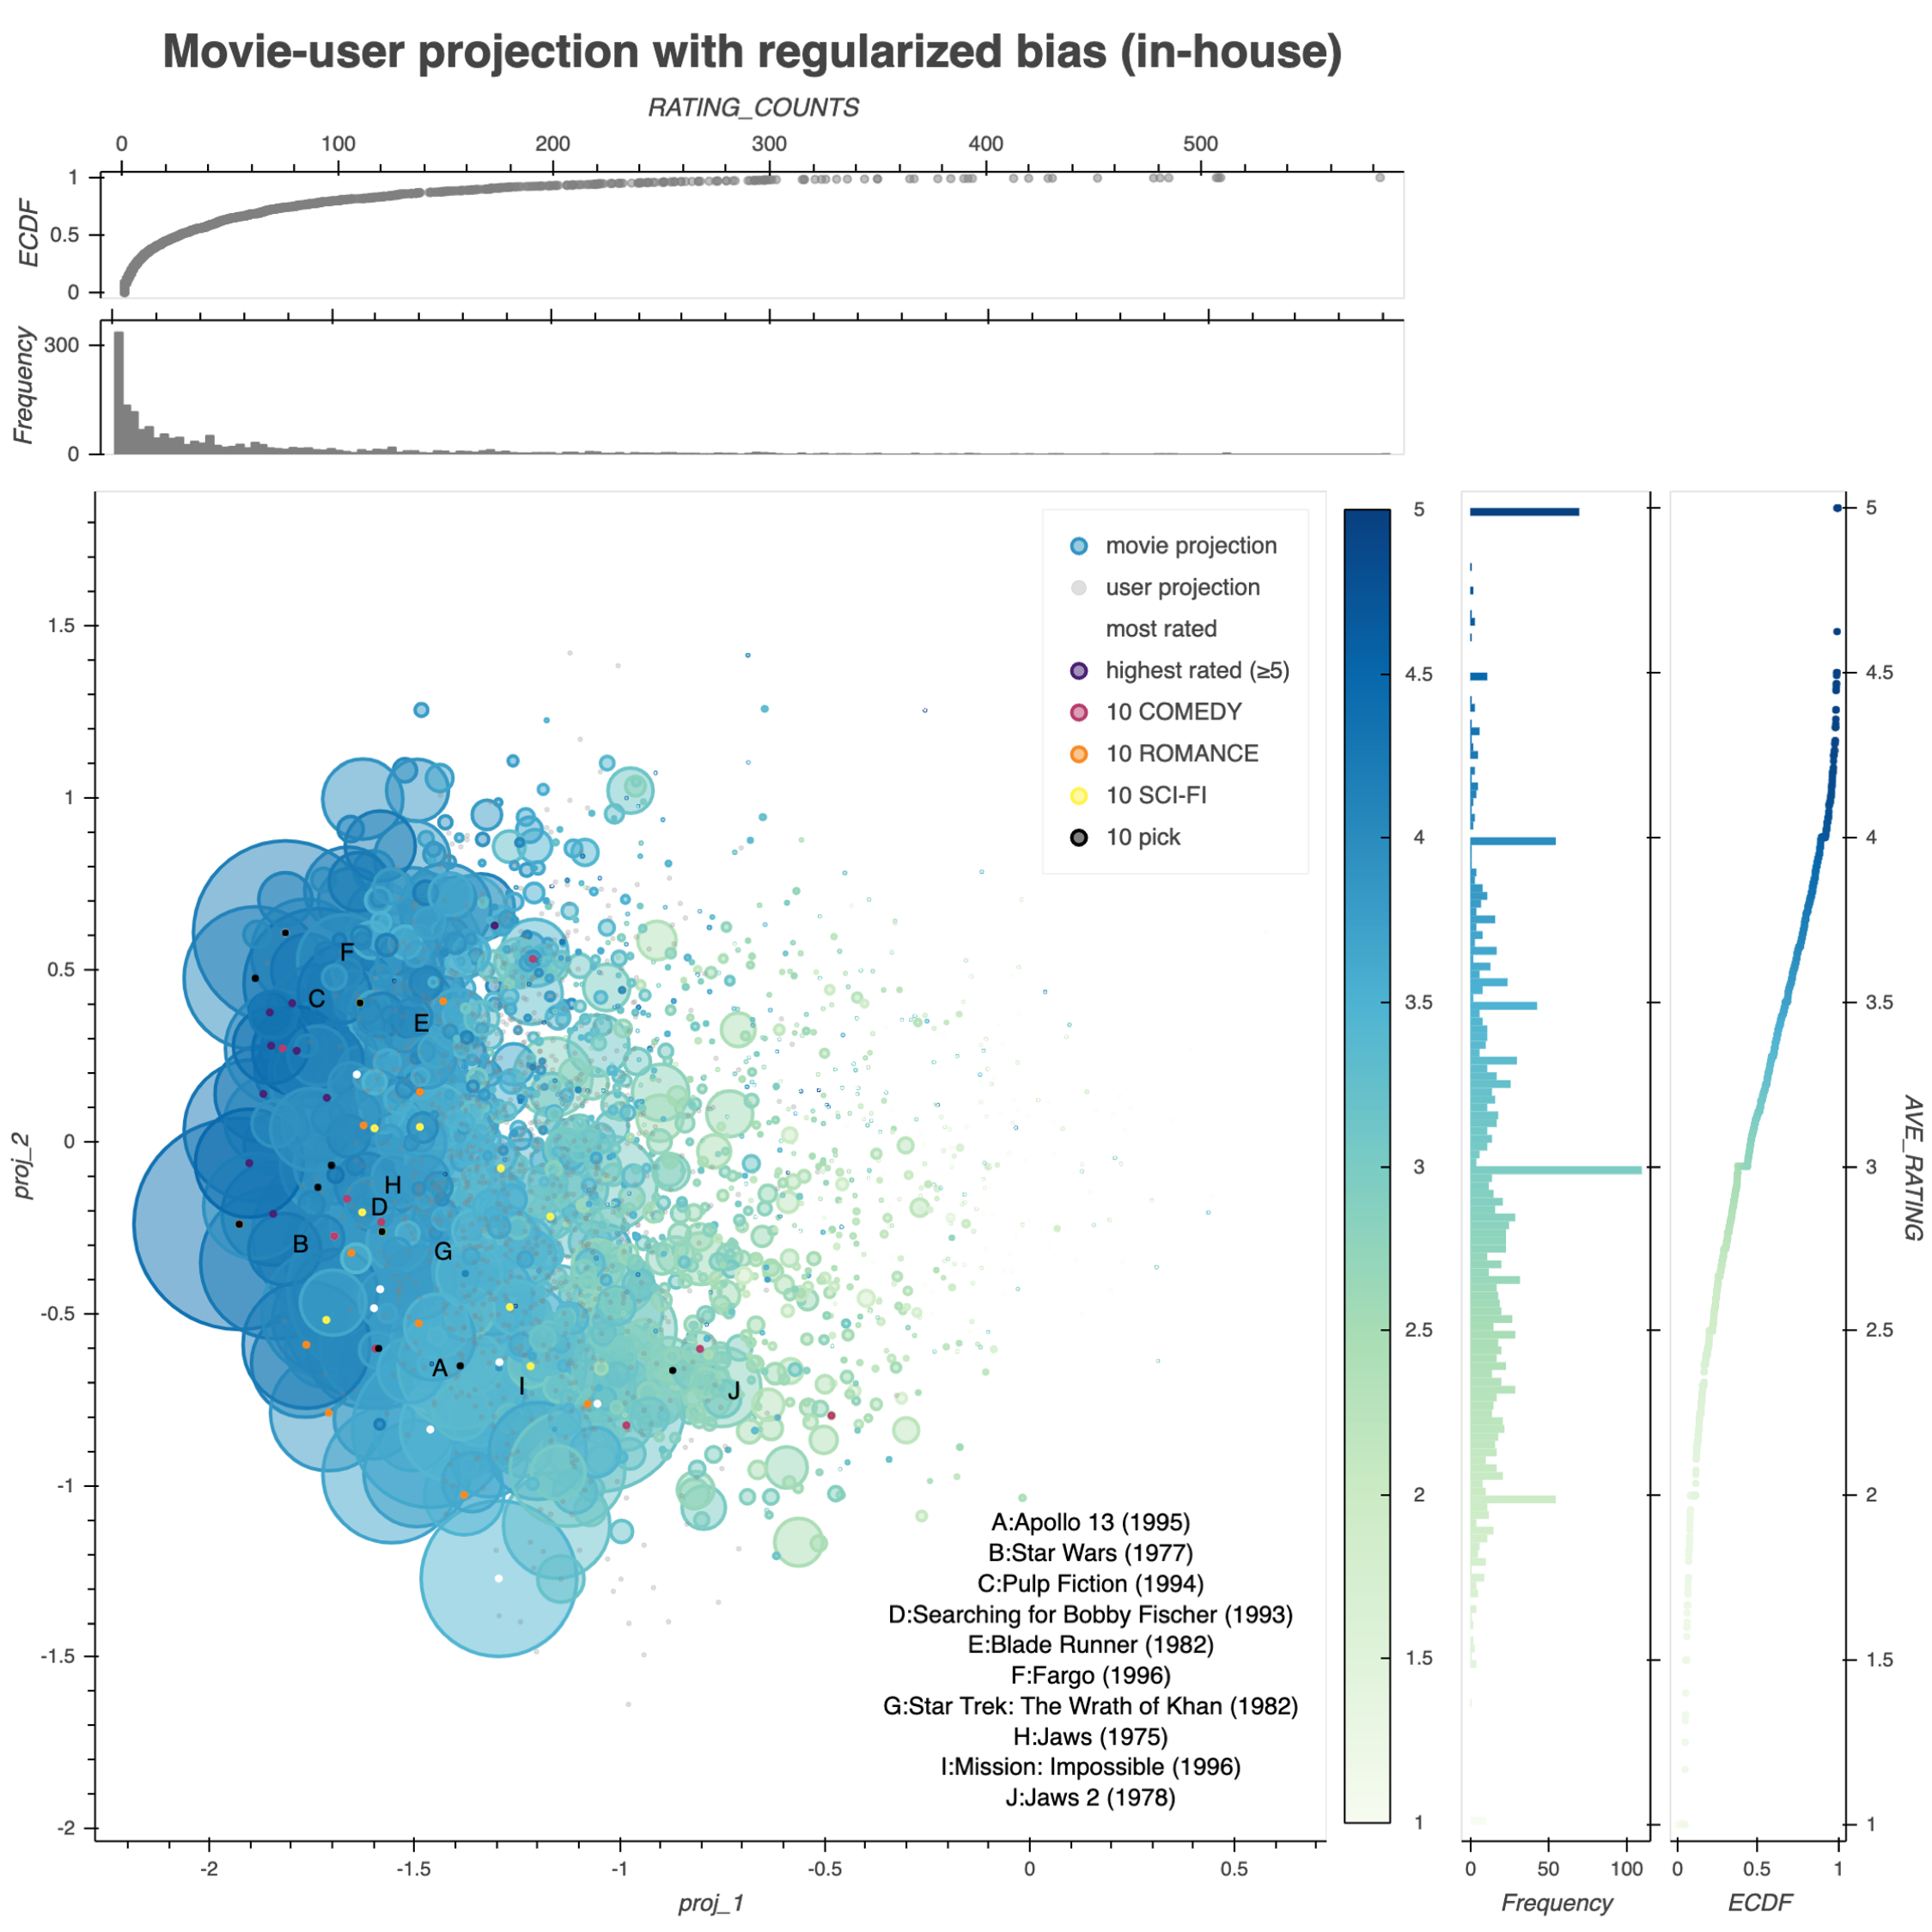 Movie-user projection with regularized bias (in-house)
RATING_COUNTS
0 100 200 300 400 500
ECDF
1
0.5
0
Frequency
300
0
movie projection
user projection
most rated
highest rated (≥5)
10 COMEDY
10 ROMANCE
10 SCI-FI
10 pick
proj_2
1.5
1
0.5
0
-0.5
-1
-1.5
-2
F
C
E
H
D
B
G
A
I
J
A:Apollo 13 (1995)
B:Star Wars (1977)
C:Pulp Fiction (1994)
D:Searching for Bobby Fischer (1993)
E:Blade Runner (1982)
F:Fargo (1996)
G:Star Trek: The Wrath of Khan (1982)
H:Jaws (1975)
I:Mission: Impossible (1996)
J:Jaws 2 (1978)
-2 -1.5 -1 -0.5 0 0.5
proj_1
5
4.5
4
3.5
3
2.5
2
1.5
1
0 50 100
Frequency
5
4.5
4
3.5
3
2.5
2
1.5
1
AVE_RATING
0 0.5 1
ECDF